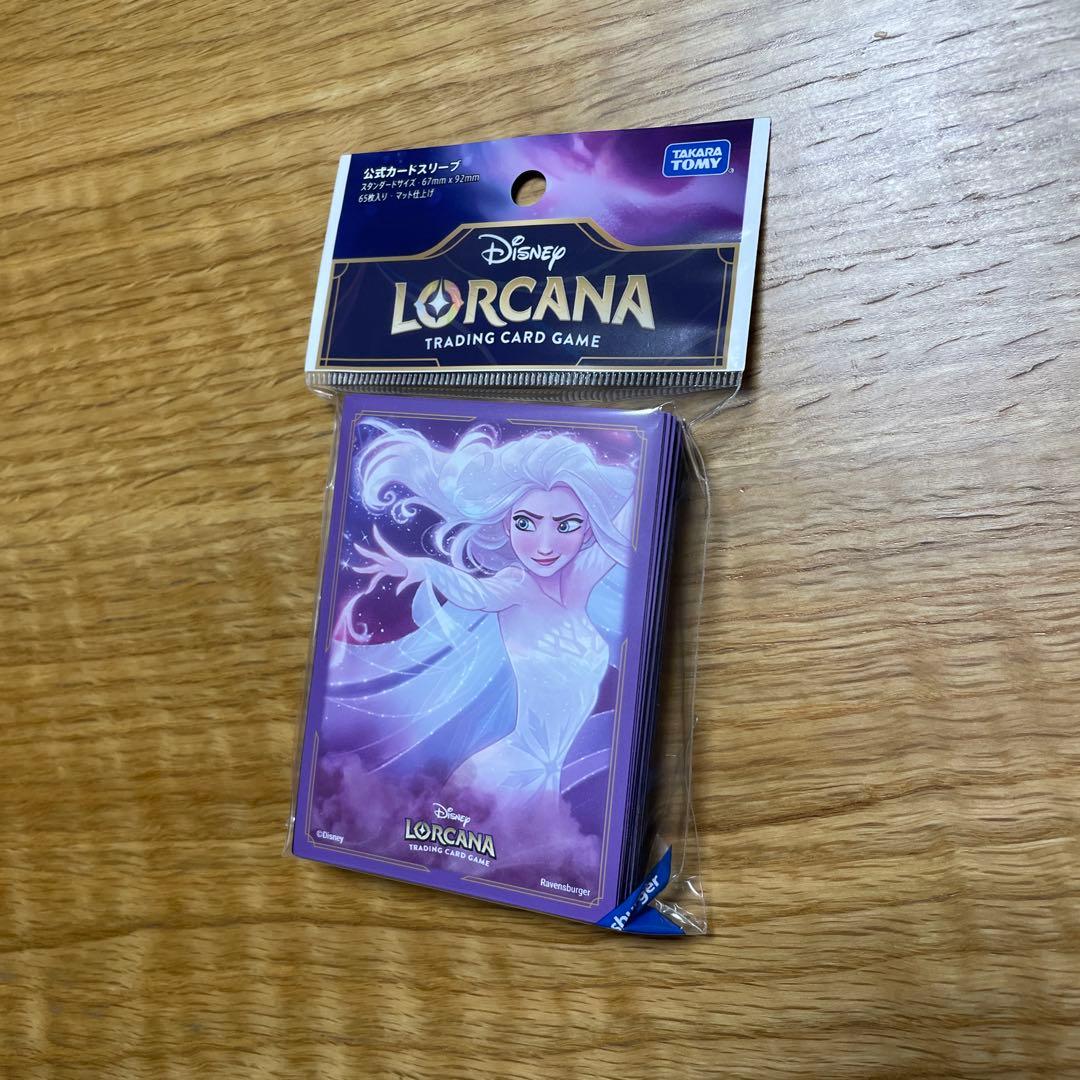 公式カードスリーブ
スタンダードサイズ・67mm x 92mm
65枚入り・マット仕上げ
TAKARA
TOMY
Disney
LORCANA
TRADING CARD GAME
Disney
LORCANA
TRADING CARD GAME
©Disney
Ravensburger
sburger